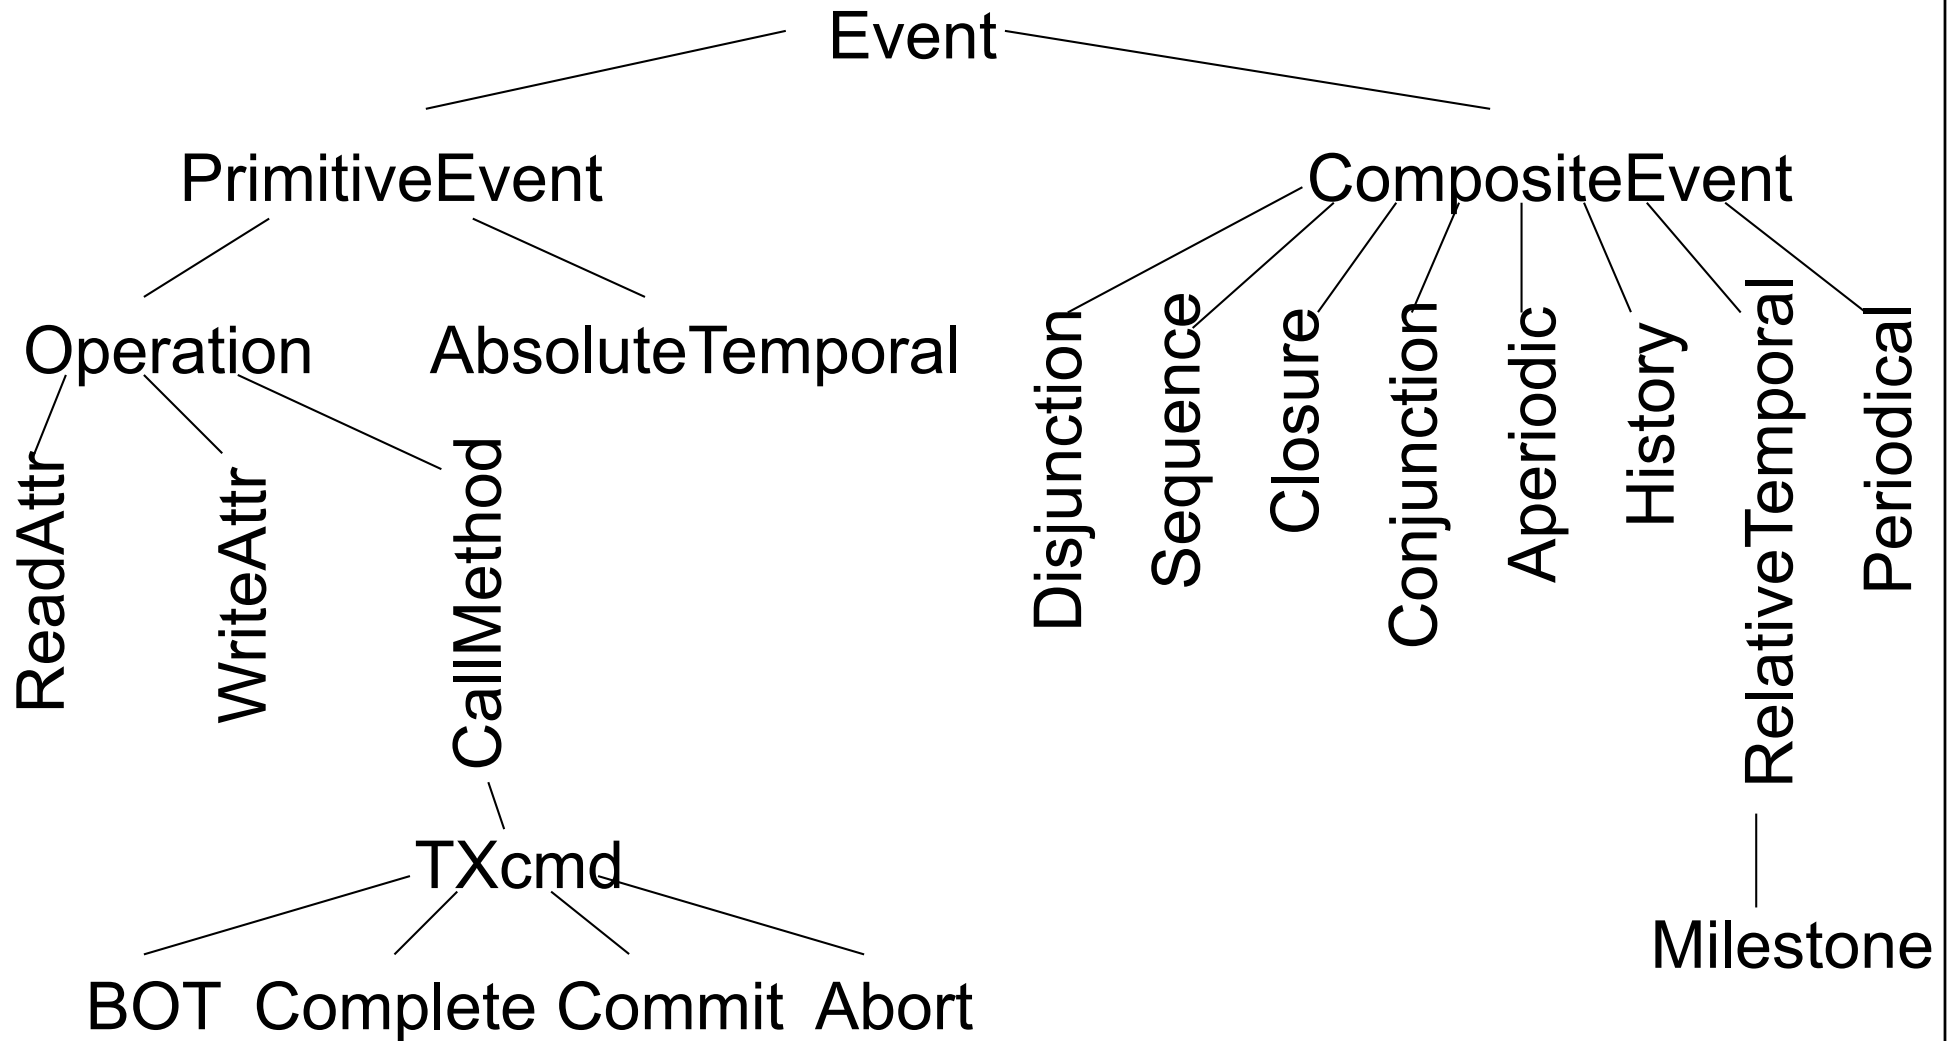 Event
PrimitiveEvent
CompositeEvent
Operation
AbsoluteTemporal
Disjunction
Sequence
Closure
Conjunction
Aperiodic
History
RelativeTemporal
Periodical
ReadAttr
WriteAttr
CallMethod
TXcmd
Milestone
BOT
Complete
Commit
Abort